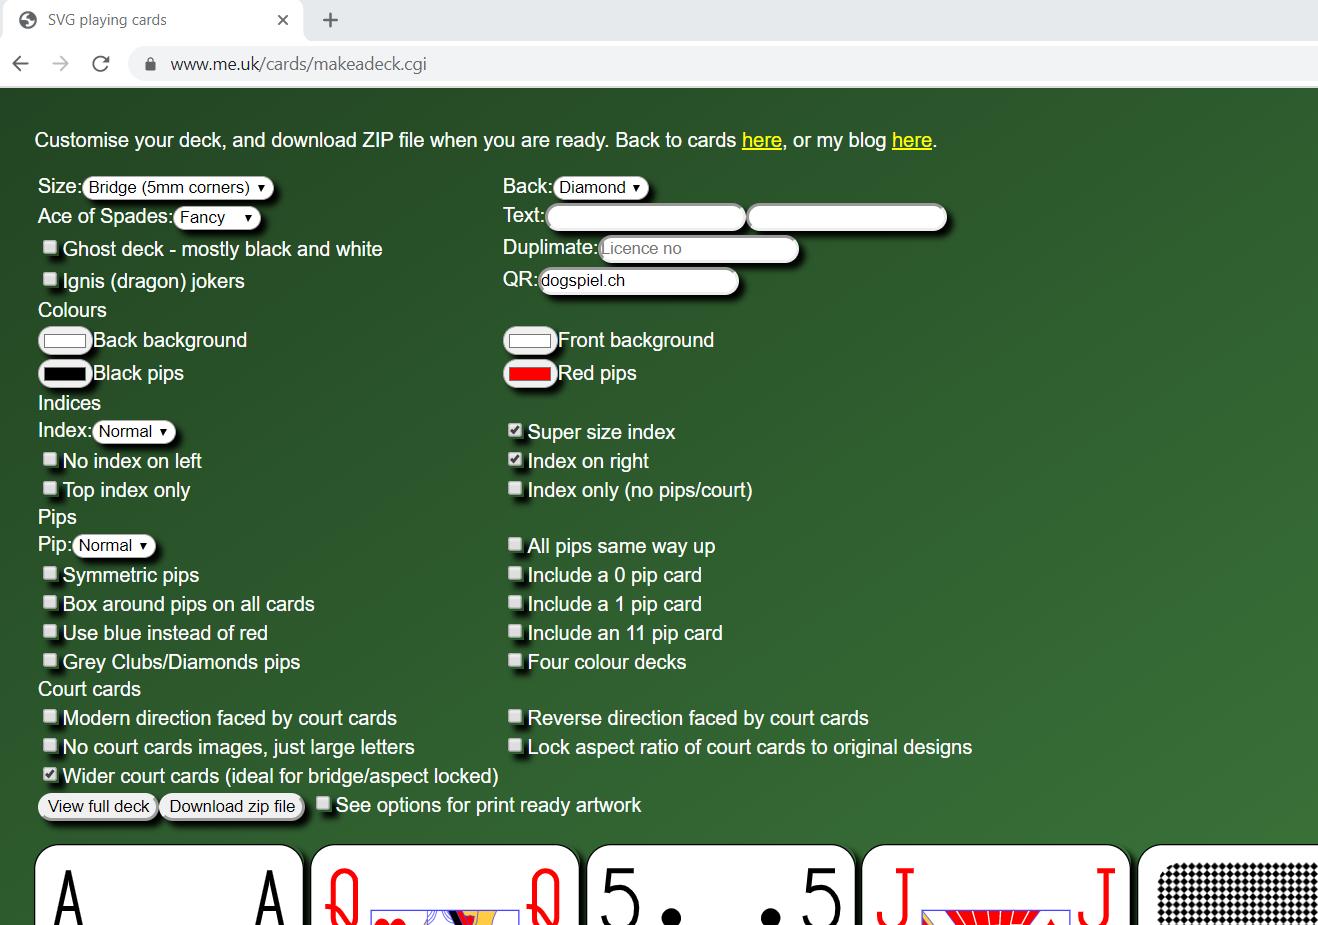 SVG playing cards
www.me.uk/cards/makeadeck.cgi
Customise your deck, and download ZIP file when you are ready. Back to cards here, or my blog here.
Size: Bridge (5mm corners) Back: Diamond
Ace of Spades: Fancy Text:
Ghost deck - mostly black and white Duplimate: Licence no
Ignis (dragon) jokers QR: dogspiel.ch
Colours
Back background Front background
Black pips Red pips
Indices
Index: Normal Super size index
No index on left Index on right
Top index only Index only (no pips/court)
Pips
Pip: Normal All pips same way up
Symmetric pips Include a 0 pip card
Box around pips on all cards Include a 1 pip card
Use blue instead of red Include an 11 pip card
Grey Clubs/Diamonds pips Four colour decks
Court cards
Modern direction faced by court cards Reverse direction faced by court cards
No court cards images, just large letters Lock aspect ratio of court cards to original designs
Wider court cards (ideal for bridge/aspect locked)
View full deck Download zip file See options for print ready artwork
A A Q Q 5 5 J J